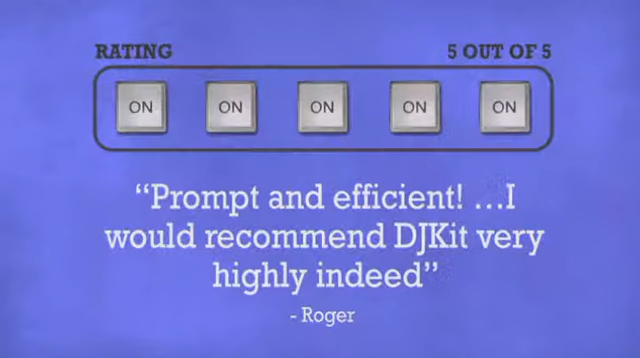 RATING 5 OUT OF 5
ON ON ON ON ON
“Prompt and efficient! …I
would recommend DJKit very
highly indeed”
- Roger